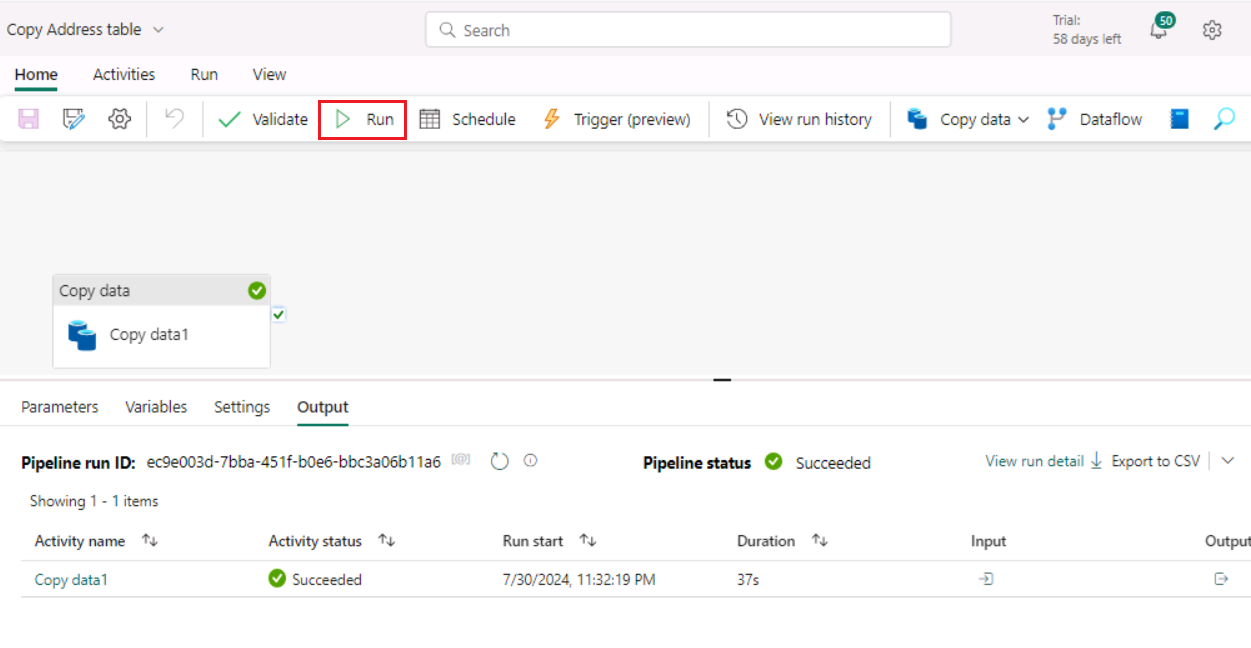 Copy Address table
Search
Trial:
58 days left
50
Home Activities Run View
Validate Run Schedule Trigger (preview) View run history Copy data Dataflow
Copy data
Copy data1
Parameters Variables Settings Output
Pipeline run ID: ec9e003d-7bba-451f-b0e6-bbc3a06b11a6 [@] Pipeline status Succeeded View run detail Export to CSV
Showing 1 - 1 items
Activity name Activity status Run start Duration Input Output
Copy data1 Succeeded 7/30/2024, 11:32:19 PM 37s